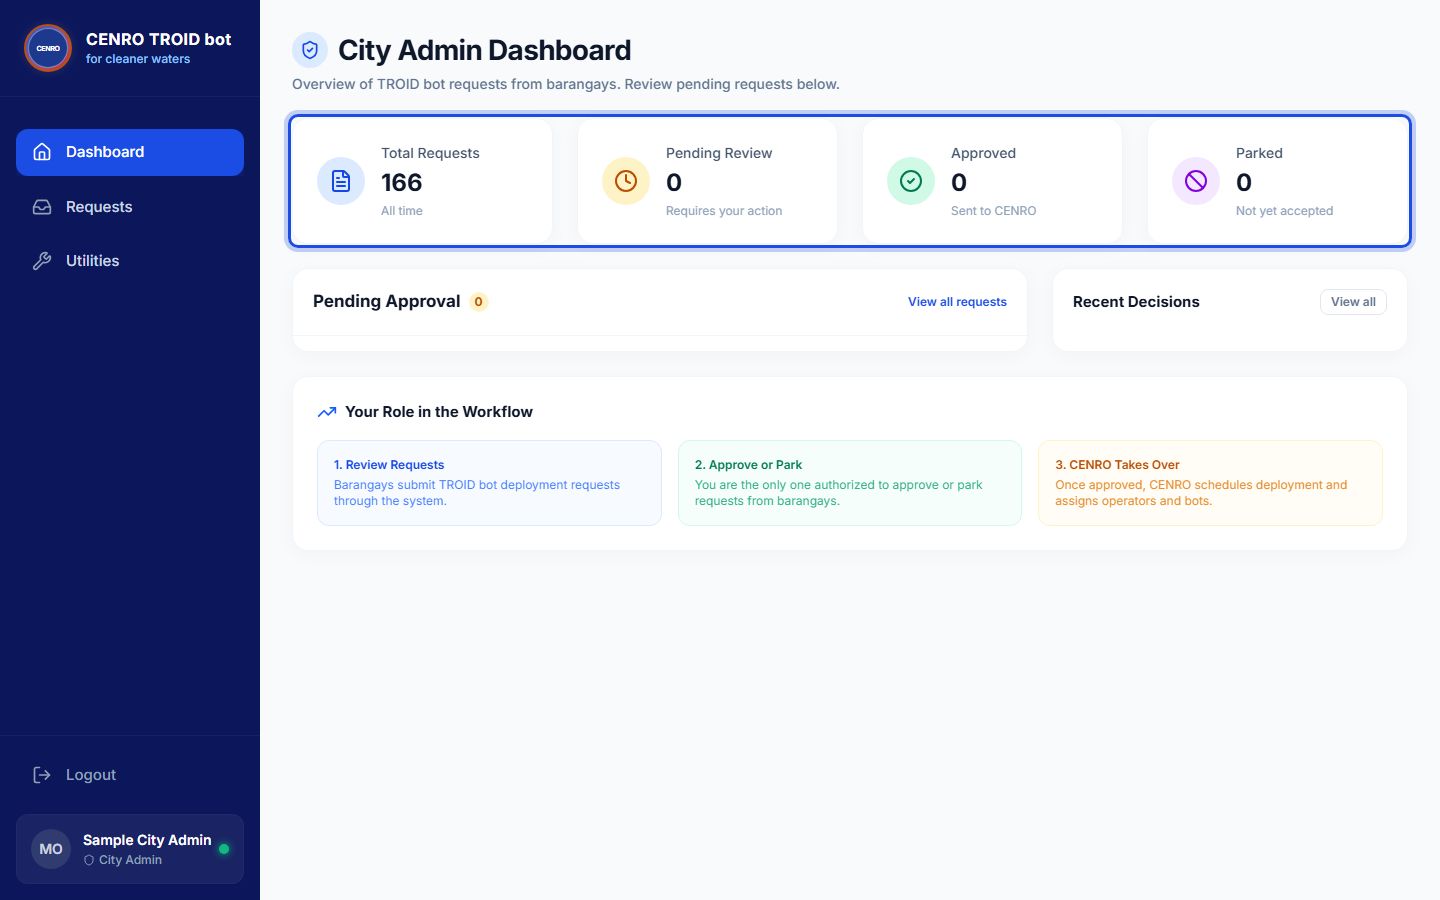 CENRO
CENRO TROID bot
for cleaner waters
Dashboard
Requests
Utilities
Logout
MO
Sample City Admin
City Admin
City Admin Dashboard
Overview of TROID bot requests from barangays. Review pending requests below.
Total Requests
166
All time
Pending Review
0
Requires your action
Approved
0
Sent to CENRO
Parked
0
Not yet accepted
Pending Approval 0
View all requests
Recent Decisions
View all
Your Role in the Workflow
1. Review Requests
Barangays submit TROID bot deployment requests
through the system.
2. Approve or Park
You are the only one authorized to approve or park
requests from barangays.
3. CENRO Takes Over
Once approved, CENRO schedules deployment and
assigns operators and bots.